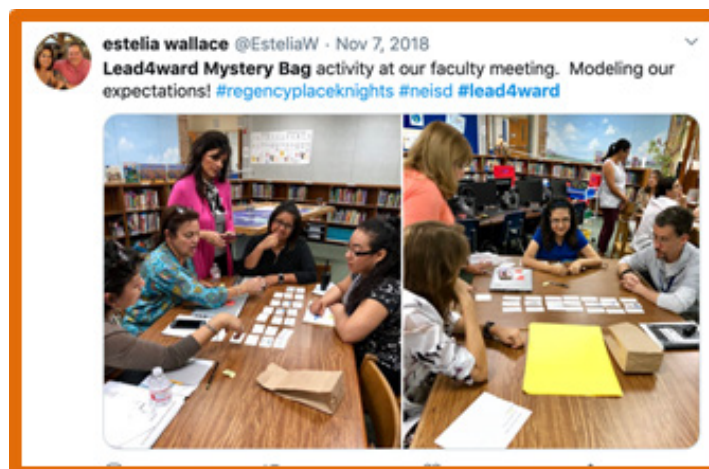 estelia wallace @EsteliaW · Nov 7, 2018
Lead4ward Mystery Bag activity at our faculty meeting. Modeling our
expectations! #regencyplaceknights #neisd #lead4ward